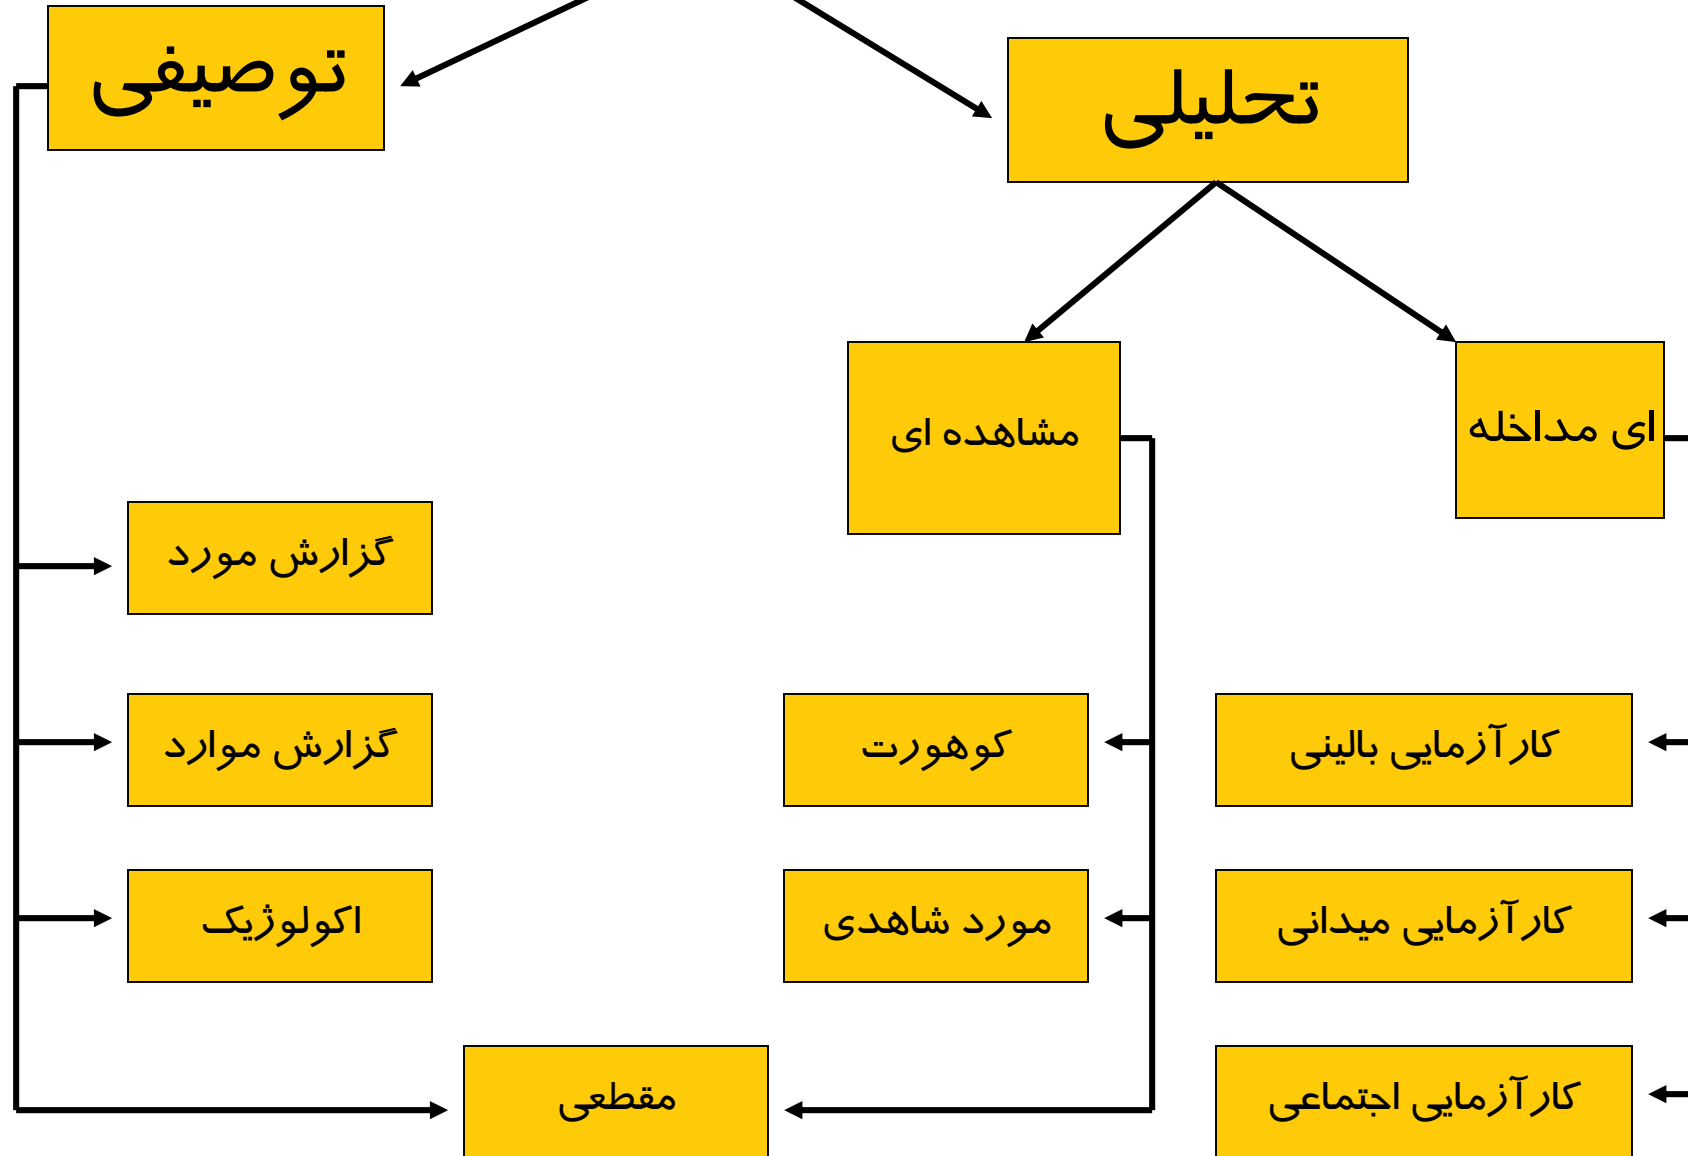 توصیفی
تحلیلی
مشاهده ای
ای مداخله
گزارش مورد
گزارش موارد
کوهورت
کارآزمایی بالینی
اکولوژیک
مورد شاهدی
کارآزمایی میدانی
مقطعی
کارآزمایی اجتماعی